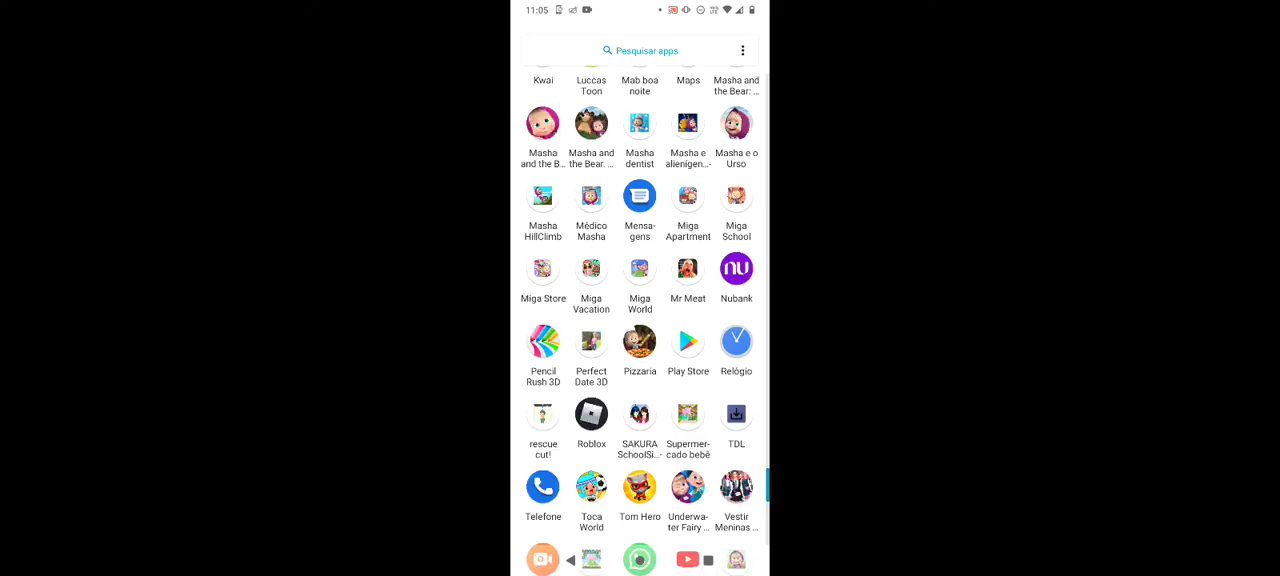 11:05
Pesquisar apps
Kwai
Luccas
Toon
Mab boa
noite
Maps
Masha and
the Bear: ...
Masha
and the B...
Masha and
the Bear. ...
Masha
dentist
Masha e
alienígen...-
Masha e o
Urso
Masha
HillClimb
Médico
Masha
Mensa-
gens
Miga
Apartment
Miga
School
Miga Store
Miga
Vacation
Miga
World
Mr Meat
nu
Nubank
Pencil
Rush 3D
Perfect
Date 3D
Pizzaria
Play Store
Relógio
rescue
cut!
Roblox
SAKURA
SchoolSi...-
Supermer-
cado bebê
TDL
Telefone
Toca
World
Tom Hero
Underwa-
ter Fairy ...
Vestir
Meninas ...